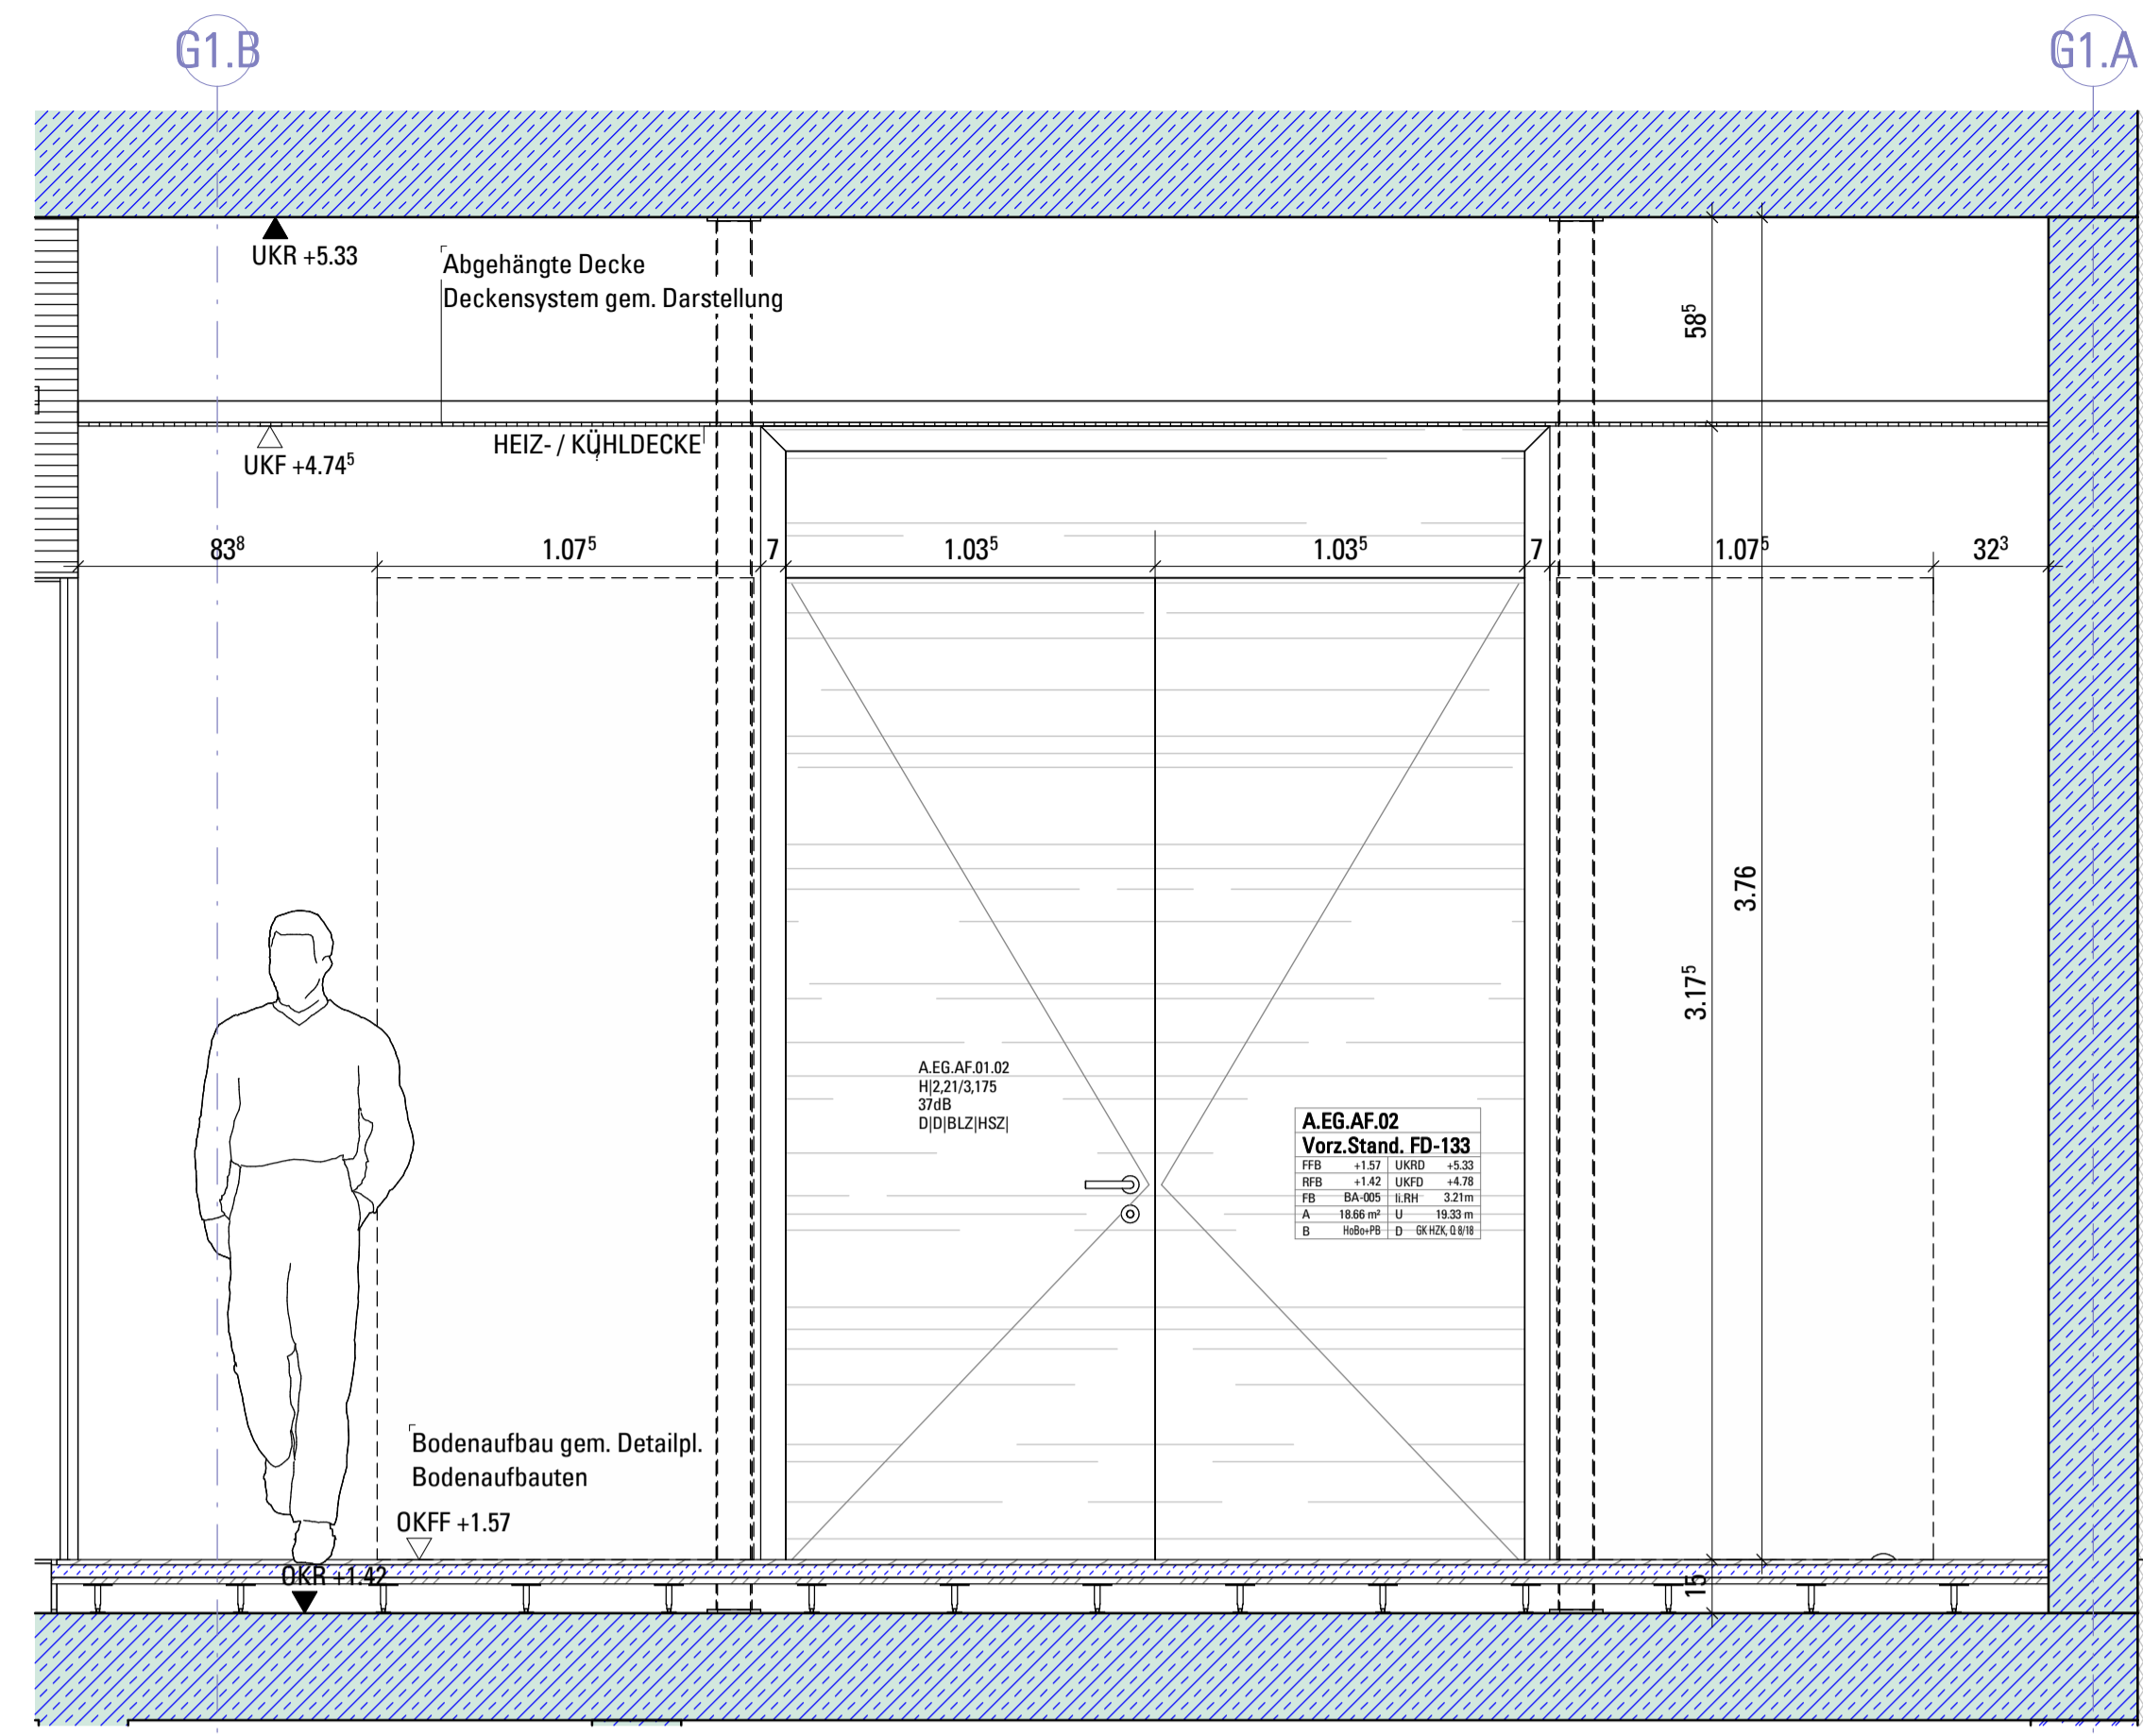 G1.B
G1.A
UKR +5.33
Abgehängte Decke
Deckensystem gem. Darstellung
58⁵
HEIZ- / KÜHLDECKE
?
UKF +4.74⁵
83⁸
1.07⁵
7
1.03⁵
1.03⁵
7
1.07⁵
32³
3.76
3.17⁵
A.EG.AF.01.02
H|2,21/3,175
37dB
D|D|BLZ|HSZ|
A.EG.AF.02
Vorz.Stand. FD-133
FFB +1.57 UKRD +5.33
RFB +1.42 UKFD +4.78
FB BA-005 li.RH 3.21m
A 18.66 m² U 19.33 m
B HoBo+PB D GK HZK, Q 8/18
Bodenaufbau gem. Detailpl.
Bodenaufbauten
OKFF +1.57
OKR +1.42
15